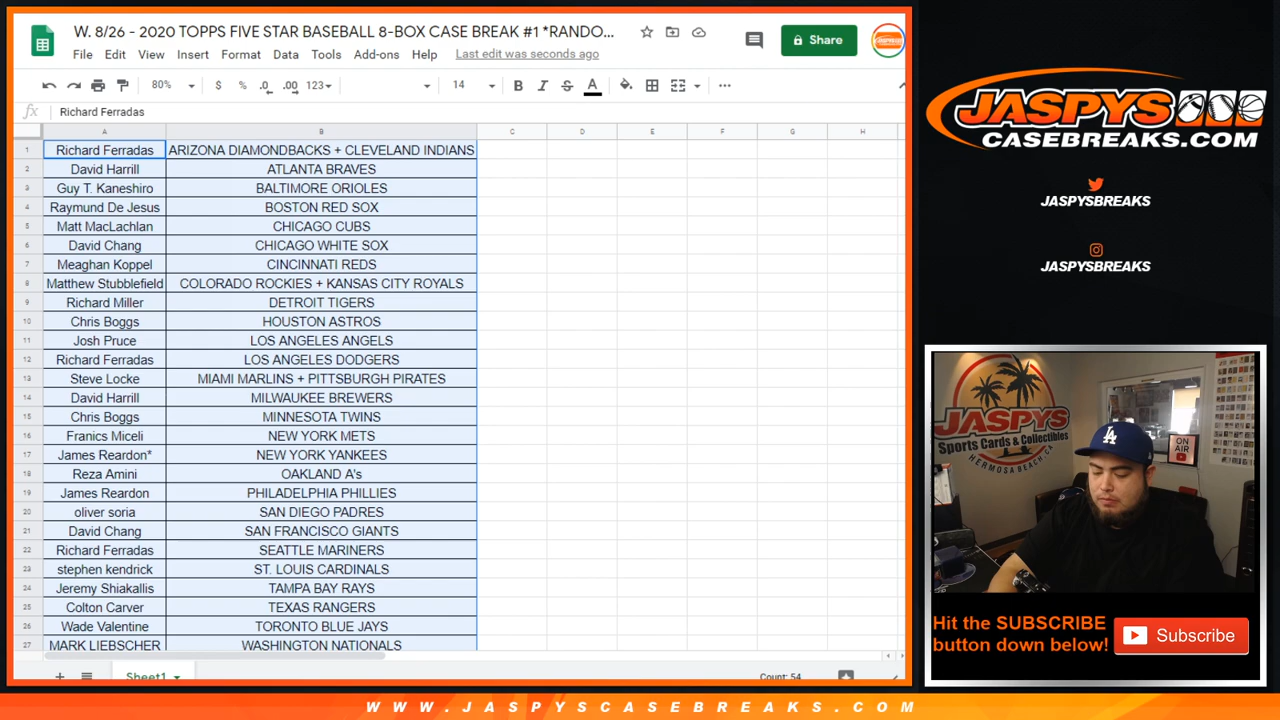 W. 8/26 - 2020 TOPPS FIVE STAR BASEBALL 8-BOX CASE BREAK #1 *RANDO...
Share
File Edit View Insert Format Data Tools Add-ons Help Last edit was seconds ago
80% $ % .0 .00 123 14 B I S A ...
fx Richard Ferradas
A B C D E F G H
1 Richard Ferradas ARIZONA DIAMONDBACKS + CLEVELAND INDIANS
2 David Harrill ATLANTA BRAVES
3 Guy T. Kaneshiro BALTIMORE ORIOLES
4 Raymund De Jesus BOSTON RED SOX
5 Matt MacLachlan CHICAGO CUBS
6 David Chang CHICAGO WHITE SOX
7 Meaghan Koppel CINCINNATI REDS
8 Matthew Stubblefield COLORADO ROCKIES + KANSAS CITY ROYALS
9 Richard Miller DETROIT TIGERS
10 Chris Boggs HOUSTON ASTROS
11 Josh Pruce LOS ANGELES ANGELS
12 Richard Ferradas LOS ANGELES DODGERS
13 Steve Locke MIAMI MARLINS + PITTSBURGH PIRATES
14 David Harrill MILWAUKEE BREWERS
15 Chris Boggs MINNESOTA TWINS
16 Franics Miceli NEW YORK METS
17 James Reardon* NEW YORK YANKEES
18 Reza Amini OAKLAND A's
19 James Reardon PHILADELPHIA PHILLIES
20 oliver soria SAN DIEGO PADRES
21 David Chang SAN FRANCISCO GIANTS
22 Richard Ferradas SEATTLE MARINERS
23 stephen kendrick ST. LOUIS CARDINALS
24 Jeremy Shiakallis TAMPA BAY RAYS
25 Colton Carver TEXAS RANGERS
26 Wade Valentine TORONTO BLUE JAYS
27 MARK LIEBSCHER WASHINGTON NATIONALS
Sheet1 Count: 54
JASPYS
CASEBREAKS.COM
JASPYSBREAKS
JASPYSBREAKS
JASPYS
Sports Cards & Collectibles
HERMOSA BEACH, CA
ON AIR
LA
Hit the SUBSCRIBE
button down below!
Subscribe
WWW.JASPYSCASEBREAKS.COM